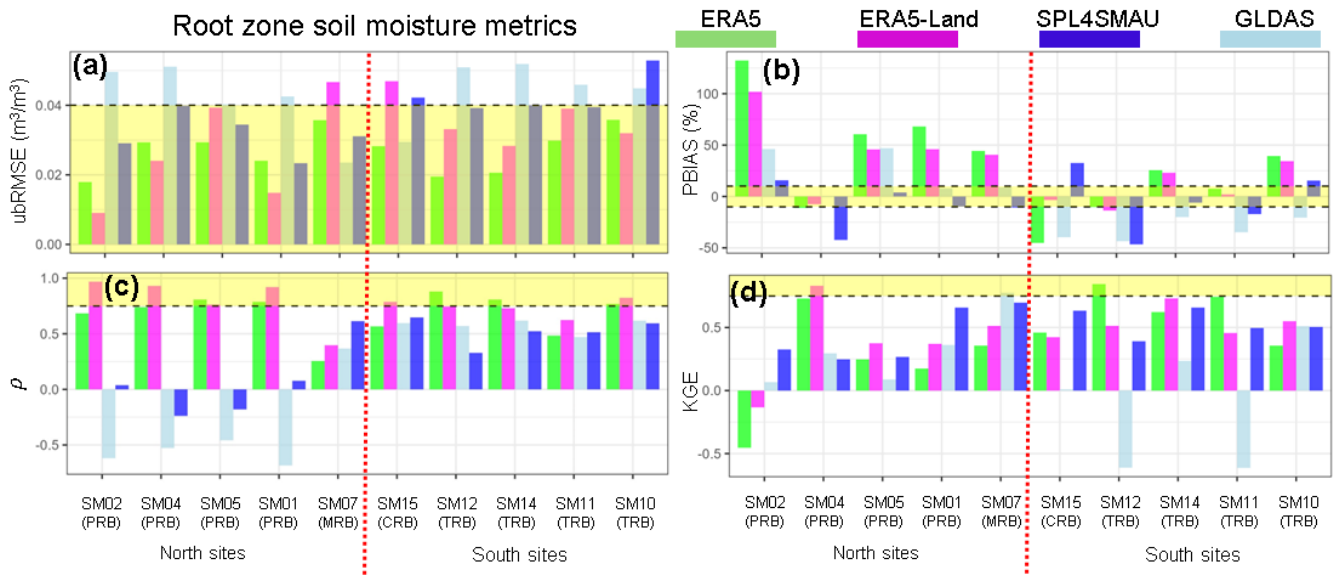 Root zone soil moisture metrics
ERA5
ERA5-Land
SPL4SMAU
GLDAS
(a)
ubRMSE (m³/m³)
0.04
0.02
0.00
(b)
PBIAS (%)
100
50
0
-50
(c)
ρ
1.0
0.5
0.0
-0.5
(d)
KGE
0.5
0.0
-0.5
SM02 SM04 SM05 SM01 SM07 SM15 SM12 SM14 SM11 SM10
(PRB) (PRB) (PRB) (PRB) (MRB) (CRB) (TRB) (TRB) (TRB) (TRB)
North sites South sites
SM02 SM04 SM05 SM01 SM07 SM15 SM12 SM14 SM11 SM10
(PRB) (PRB) (PRB) (PRB) (MRB) (CRB) (TRB) (TRB) (TRB) (TRB)
North sites South sites